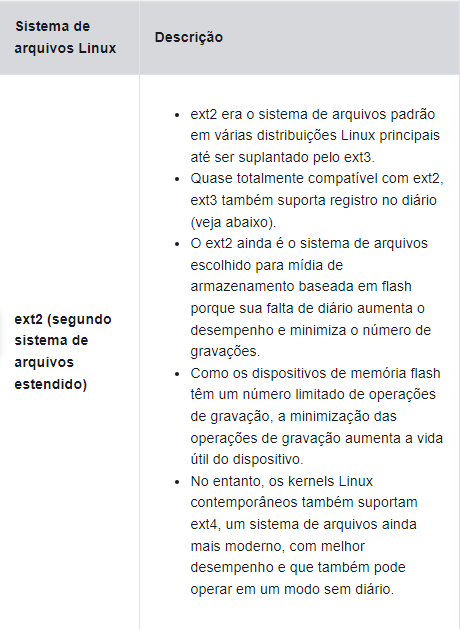 Sistema de
arquivos Linux
Descrição
ext2 (segundo
sistema de
arquivos
estendido)
• ext2 era o sistema de arquivos padrão
em várias distribuições Linux principais
até ser suplantado pelo ext3.
• Quase totalmente compatível com ext2,
ext3 também suporta registro no diário
(veja abaixo).
• O ext2 ainda é o sistema de arquivos
escolhido para mídia de
armazenamento baseada em flash
porque sua falta de diário aumenta o
desempenho e minimiza o número de
gravações.
• Como os dispositivos de memória flash
têm um número limitado de operações
de gravação, a minimização das
operações de gravação aumenta a vida
útil do dispositivo.
• No entanto, os kernels Linux
contemporâneos também suportam
ext4, um sistema de arquivos ainda
mais moderno, com melhor
desempenho e que também pode
operar em um modo sem diário.